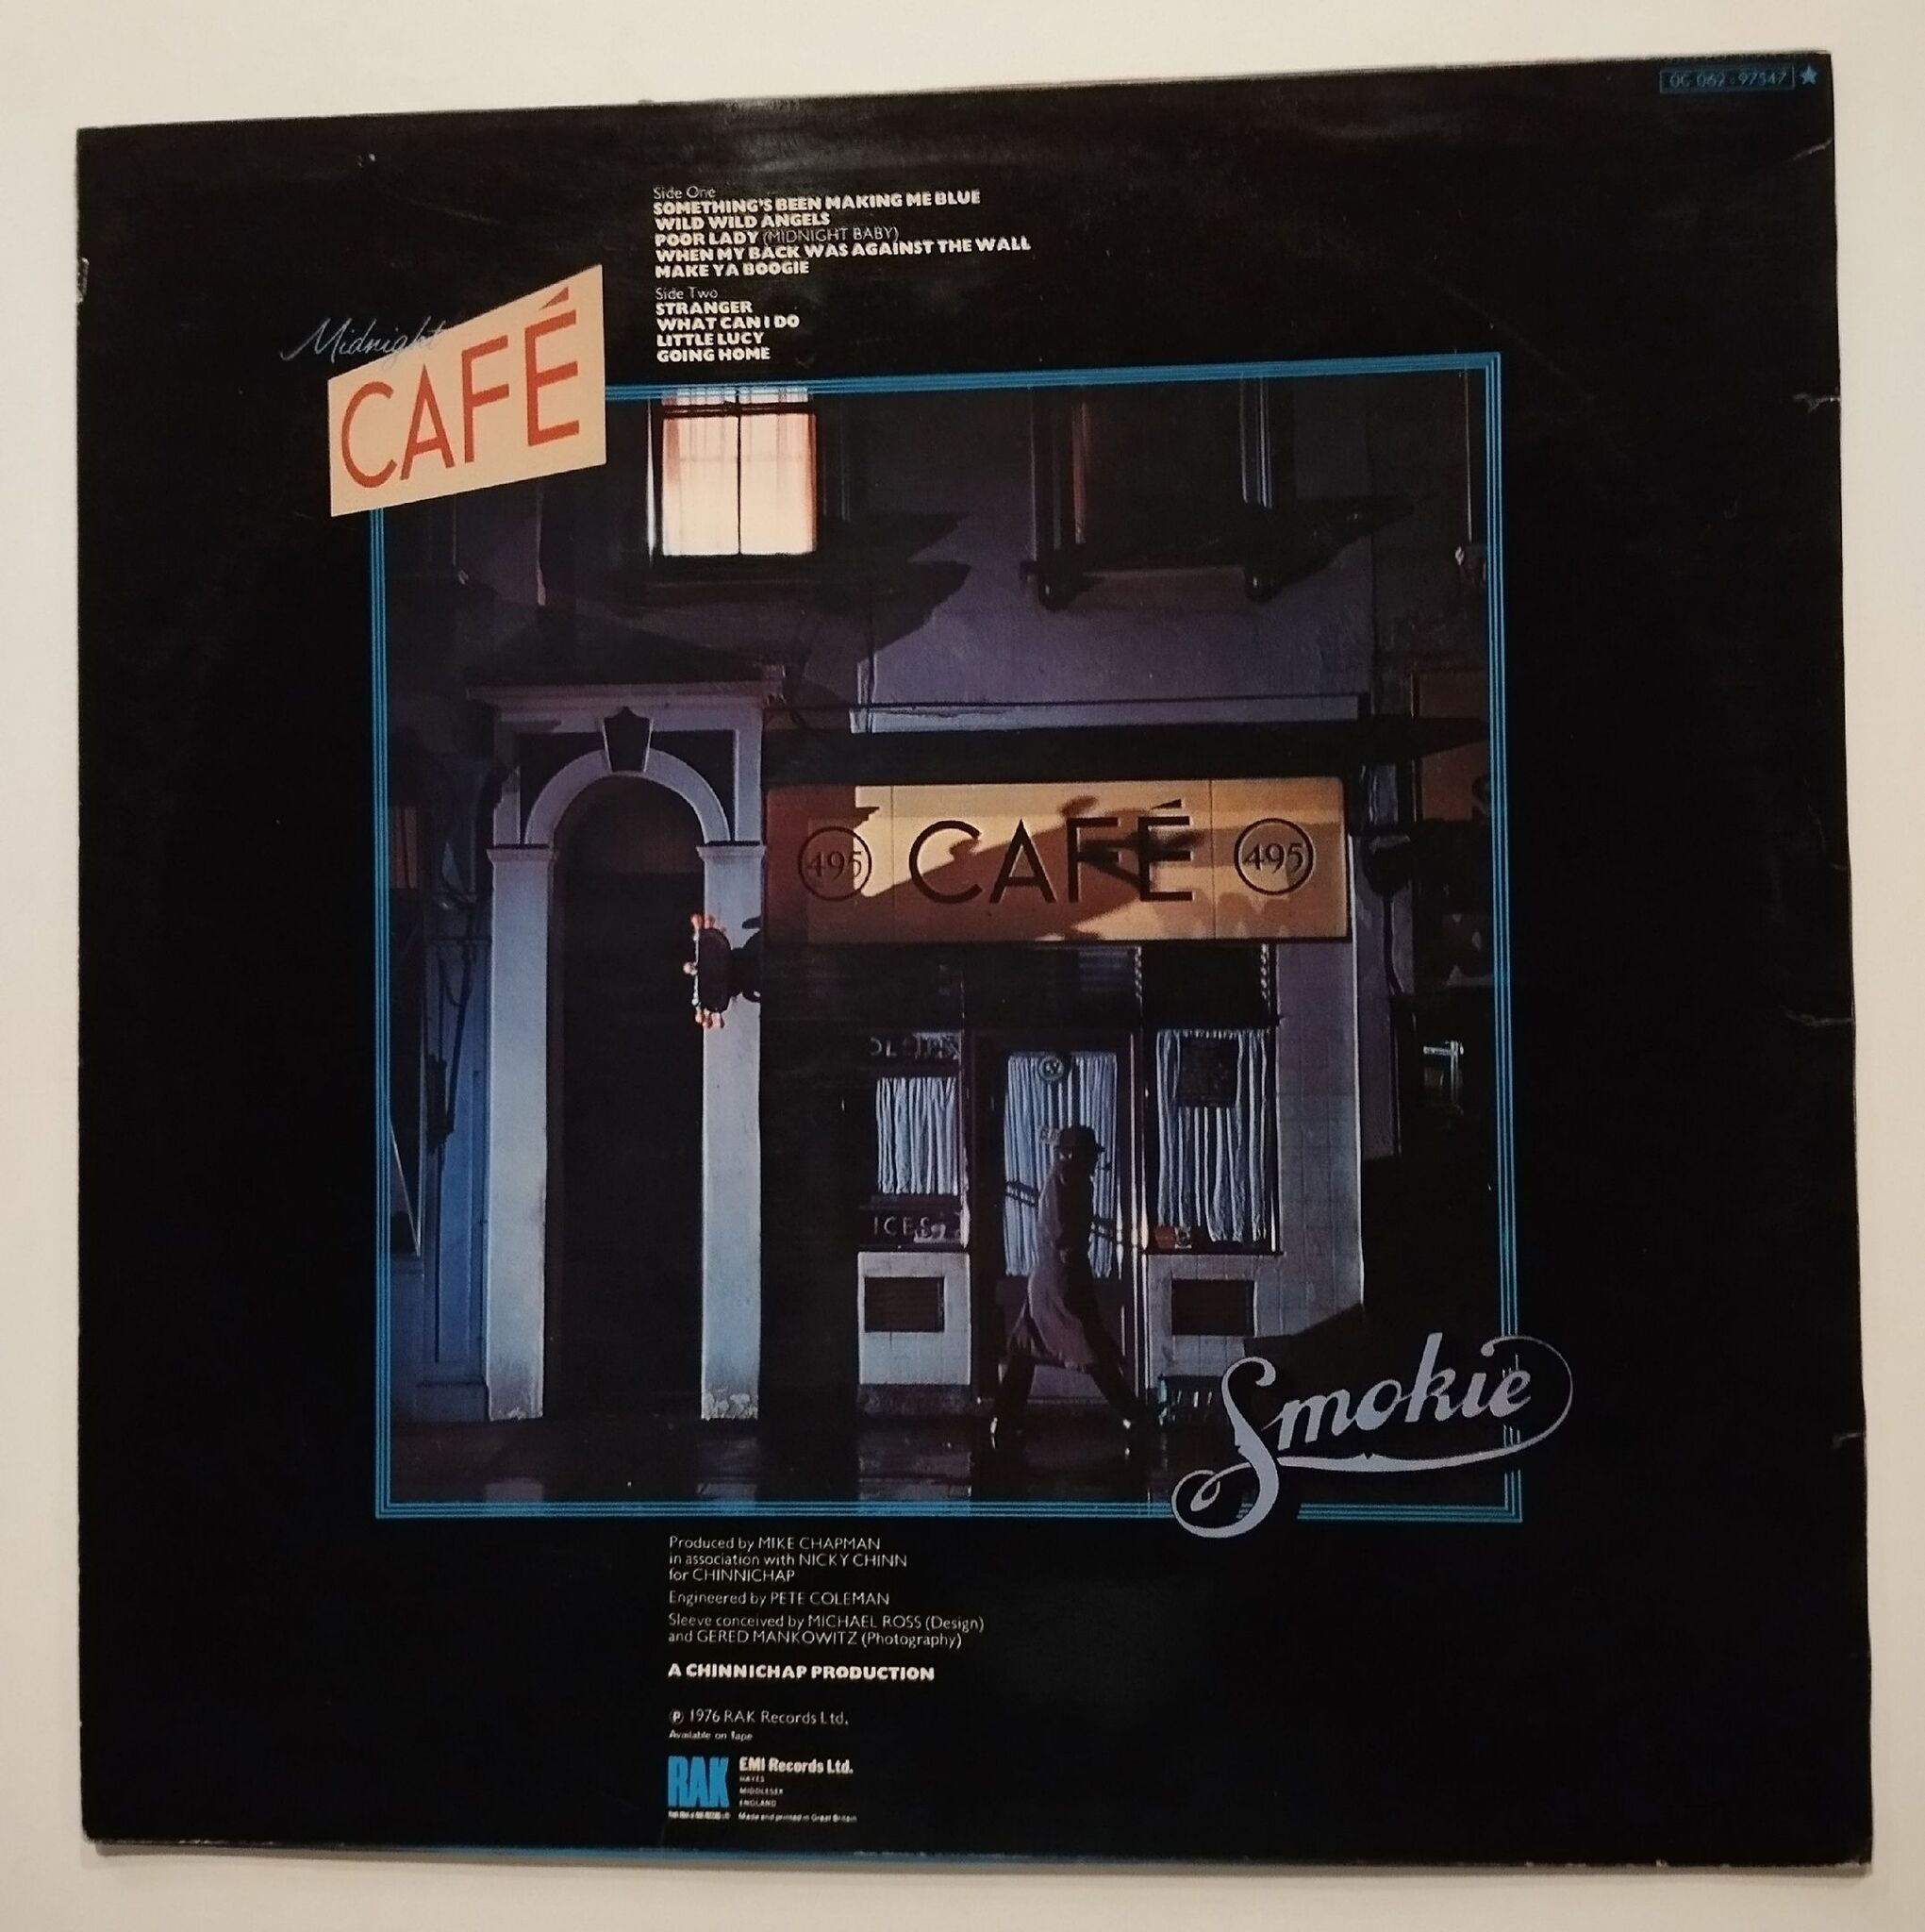 OC 062-97547
Side One
SOMETHING'S BEEN MAKING ME BLUE
WILD WILD ANGELS
POOR LADY (MIDNIGHT BABY)
WHEN MY BACK WAS AGAINST THE WALL
MAKE YA BOOGIE
Side Two
STRANGER
WHAT CAN I DO
LITTLE LUCY
GOING HOME
Midnight
CAFÉ
495 CAFÉ 495
ICES
Smokie
Produced by MIKE CHAPMAN
in association with NICKY CHINN
for CHINNICHAP
Engineered by PETE COLEMAN
Sleeve conceived by MICHAEL ROSS (Design)
and GERED MANKOWITZ (Photography)
A CHINNICHAP PRODUCTION
℗ 1976 RAK Records Ltd.
Available on Tape
RAK
EMI Records Ltd.
HAYES
MIDDLESEX
ENGLAND
Made and printed in Great Britain